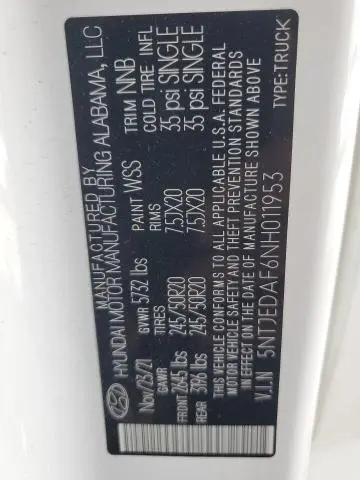 MANUFACTURED BY
HYUNDAI MOTOR MANUFACTURING ALABAMA, LLC
Nov/23/21 PAINT WSS TRIM NNB
GVWR 5732 lbs
GAWR TIRES RIMS COLD TIRE INFL
FRONT 2645 lbs 245/50R20 7.5JX20 35 psi SINGLE
REAR 3196 lbs 245/50R20 7.5JX20 35 psi SINGLE
THIS VEHICLE CONFORMS TO ALL APPLICABLE U.S.A. FEDERAL
MOTOR VEHICLE SAFETY AND THEFT PREVENTION STANDARDS
IN EFFECT ON THE DATE OF MANUFACTURE SHOWN ABOVE
V.I.N 5NTJEDAF6NH011953 TYPE:TRUCK